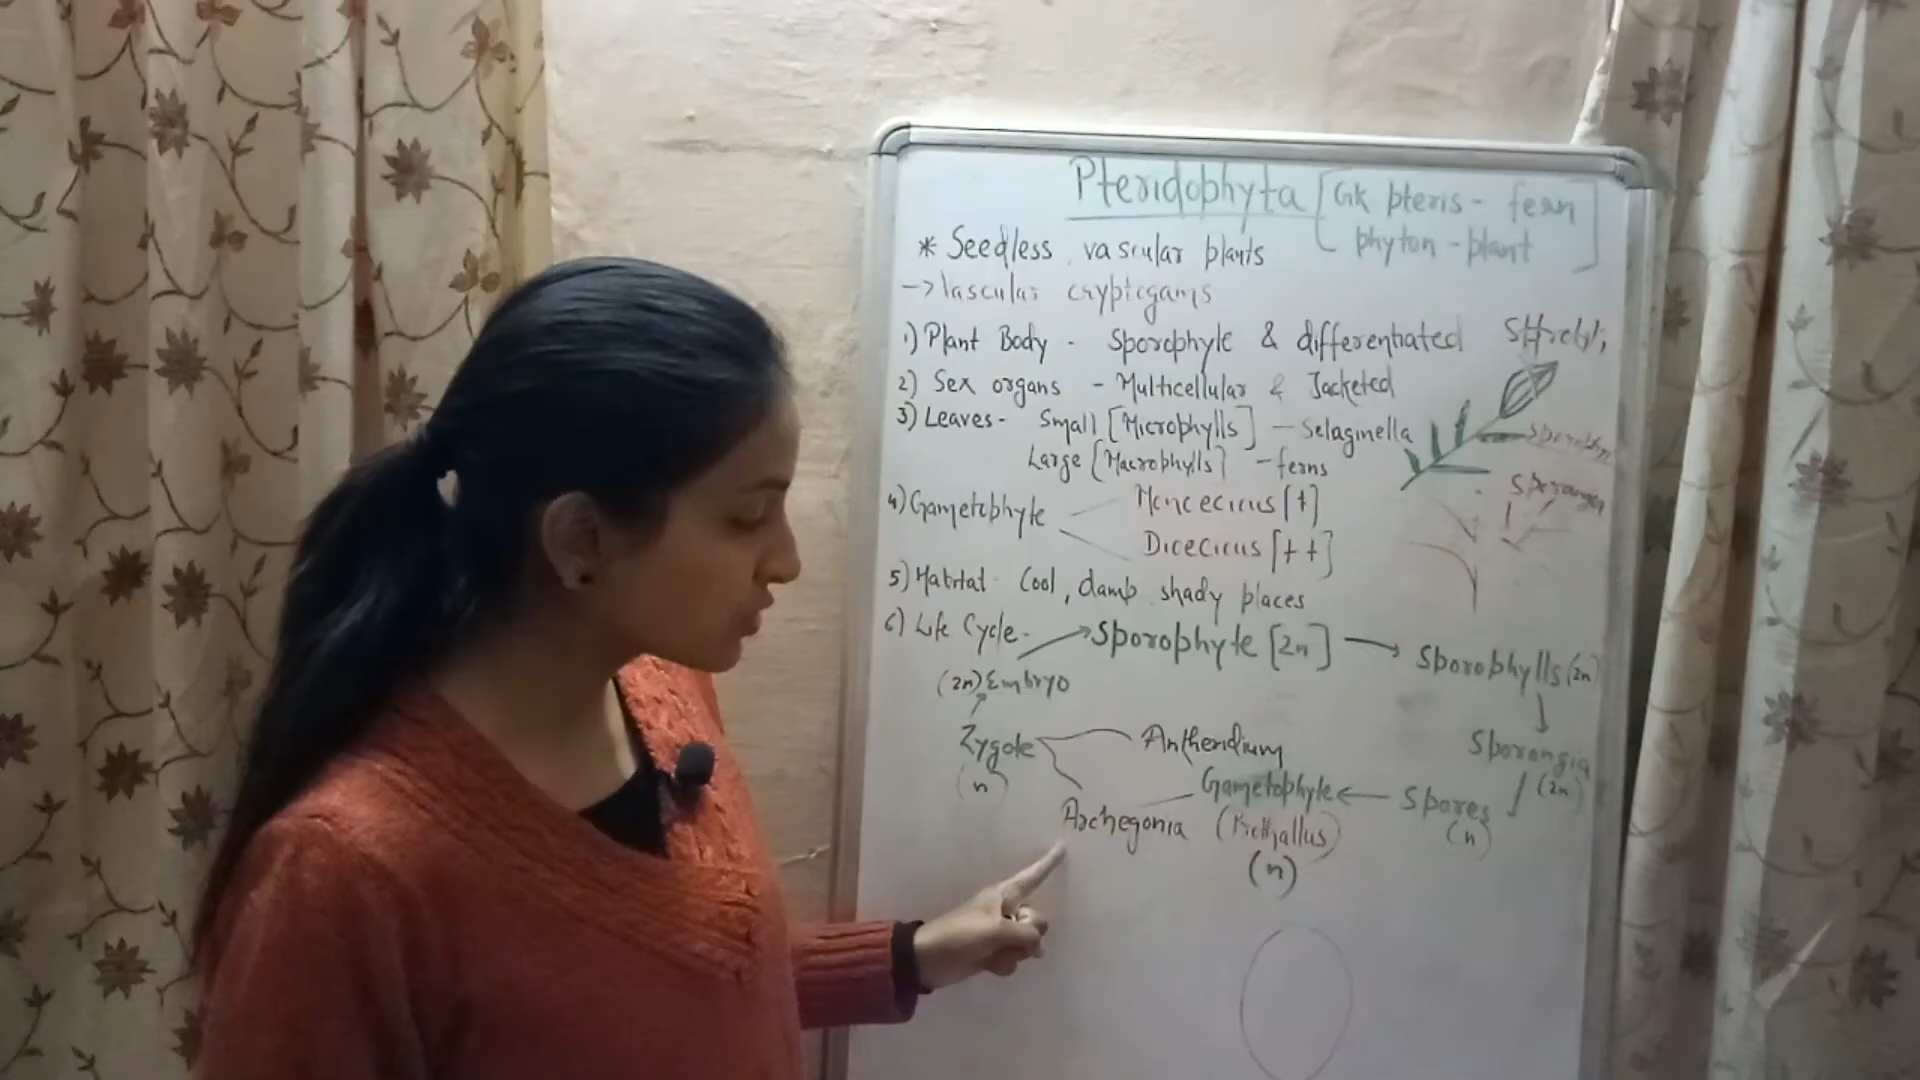 Pteridophyta [Gk pteris - fern
phyton - plant]
* Seedless vascular plants
-> Vascular cryptogams
1) Plant Body - Sporophyte & differentiated
2) Sex organs - Multicellular & Jacketed
3) Leaves - Small [Microphylls] - Selaginella
Large [Macrophylls] - ferns
Sporangia
4) Gametophyte
Monoecious [+]
Dioecious [++]
5) Habitat - Cool, damp shady places
6) Life Cycle -
Sporophyte [2n] → Sporophylls (2n)
(2n) Embryo
Zygote
(n)
Antheridium
Sporangia
(2n)
Archegonia
Gametophyte ← Spores
(Prothallus)
(n)
(n)